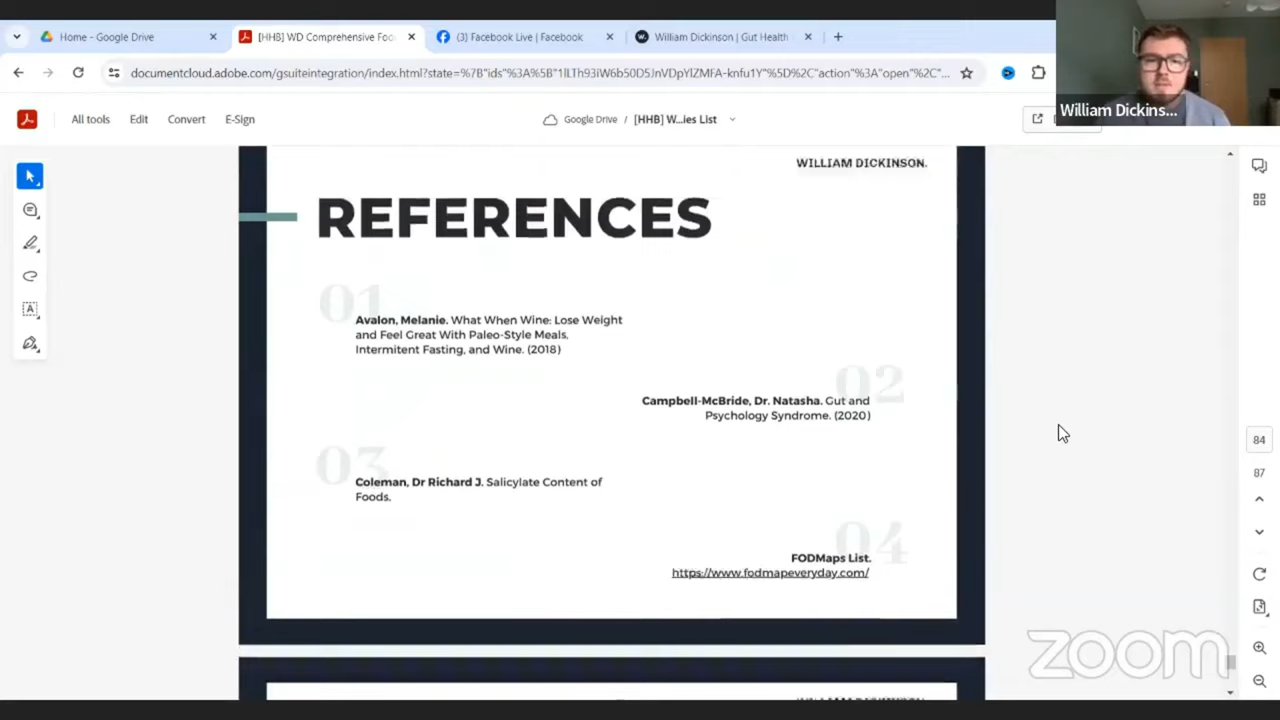 Home - Google Drive
[HHB] WD Comprehensive Foo
(3) Facebook Live | Facebook
William Dickinson | Gut Health
documentcloud.adobe.com/gsuiteintegration/index.html?state=%7B"ids"%3A%5B"1lLTh93iW6b50D5JnVDpYlZMFA-knfu1Y"%5D%2C"action"%3A"open"%2C"...
William Dickins...
All tools
Edit
Convert
E-Sign
Google Drive / [HHB] W...ies List
WILLIAM DICKINSON.
REFERENCES
01
Avalon, Melanie. What When Wine: Lose Weight
and Feel Great With Paleo-Style Meals,
Intermitent Fasting, and Wine. (2018)
02
Campbell-McBride, Dr. Natasha. Gut and
Psychology Syndrome. (2020)
03
Coleman, Dr Richard J. Salicylate Content of
Foods.
04
FODMaps List.
https://www.fodmapeveryday.com/
84
87
zoom